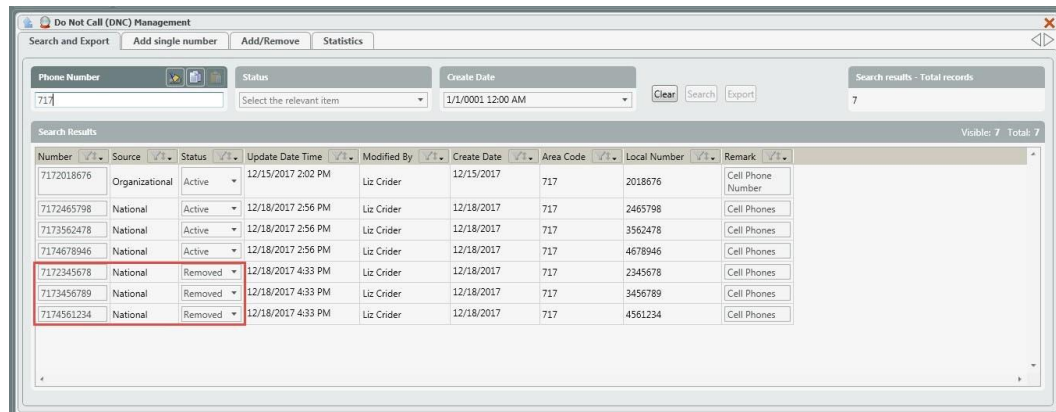 Do Not Call (DNC) Management
Search and Export Add single number Add/Remove Statistics
Phone Number Status Create Date Search results - Total records
717 Select the relevant item 1/1/0001 12:00 AM Clear Search Export 7
Search Results Visible: 7 Total: 7
Number Source Status Update Date Time Modified By Create Date Area Code Local Number Remark
7172018676 Organizational Active 12/15/2017 2:02 PM Liz Crider 12/15/2017 717 2018676 Cell Phone
Number
7172465798 National Active 12/18/2017 2:56 PM Liz Crider 12/18/2017 717 2465798 Cell Phones
7173562478 National Active 12/18/2017 2:56 PM Liz Crider 12/18/2017 717 3562478 Cell Phones
7174678946 National Active 12/18/2017 2:56 PM Liz Crider 12/18/2017 717 4678946 Cell Phones
7172345678 National Removed 12/18/2017 4:33 PM Liz Crider 12/18/2017 717 2345678 Cell Phones
7173456789 National Removed 12/18/2017 4:33 PM Liz Crider 12/18/2017 717 3456789 Cell Phones
7174561234 National Removed 12/18/2017 4:33 PM Liz Crider 12/18/2017 717 4561234 Cell Phones